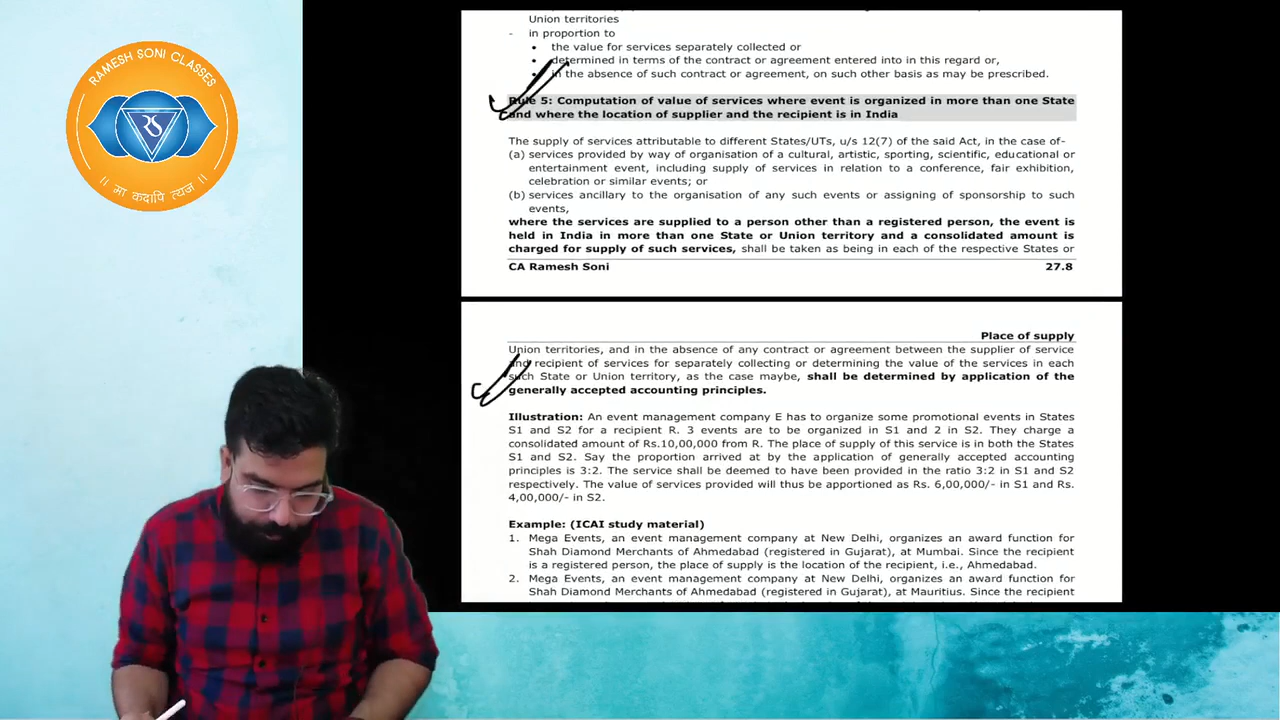 RAMESH SONI CLASSES
।। मा कदापि त्यज ।।
Union territories
- in proportion to
• the value for services separately collected or
• determined in terms of the contract or agreement entered into in this regard or,
• in the absence of such contract or agreement, on such other basis as may be prescribed.
Rule 5: Computation of value of services where event is organized in more than one State
and where the location of supplier and the recipient is in India
The supply of services attributable to different States/UTs, u/s 12(7) of the said Act, in the case of-
(a) services provided by way of organisation of a cultural, artistic, sporting, scientific, educational or
entertainment event, including supply of services in relation to a conference, fair exhibition,
celebration or similar events; or
(b) services ancillary to the organisation of any such events or assigning of sponsorship to such
events,
where the services are supplied to a person other than a registered person, the event is
held in India in more than one State or Union territory and a consolidated amount is
charged for supply of such services, shall be taken as being in each of the respective States or
CA Ramesh Soni 27.8
Place of supply
Union territories, and in the absence of any contract or agreement between the supplier of service
and recipient of services for separately collecting or determining the value of the services in each
such State or Union territory, as the case maybe, shall be determined by application of the
generally accepted accounting principles.
Illustration: An event management company E has to organize some promotional events in States
S1 and S2 for a recipient R. 3 events are to be organized in S1 and 2 in S2. They charge a
consolidated amount of Rs.10,00,000 from R. The place of supply of this service is in both the States
S1 and S2. Say the proportion arrived at by the application of generally accepted accounting
principles is 3:2. The service shall be deemed to have been provided in the ratio 3:2 in S1 and S2
respectively. The value of services provided will thus be apportioned as Rs. 6,00,000/- in S1 and Rs.
4,00,000/- in S2.
Example: (ICAI study material)
1. Mega Events, an event management company at New Delhi, organizes an award function for
Shah Diamond Merchants of Ahmedabad (registered in Gujarat), at Mumbai. Since the recipient
is a registered person, the place of supply is the location of the recipient, i.e., Ahmedabad.
2. Mega Events, an event management company at New Delhi, organizes an award function for
Shah Diamond Merchants of Ahmedabad (registered in Gujarat), at Mauritius. Since the recipient